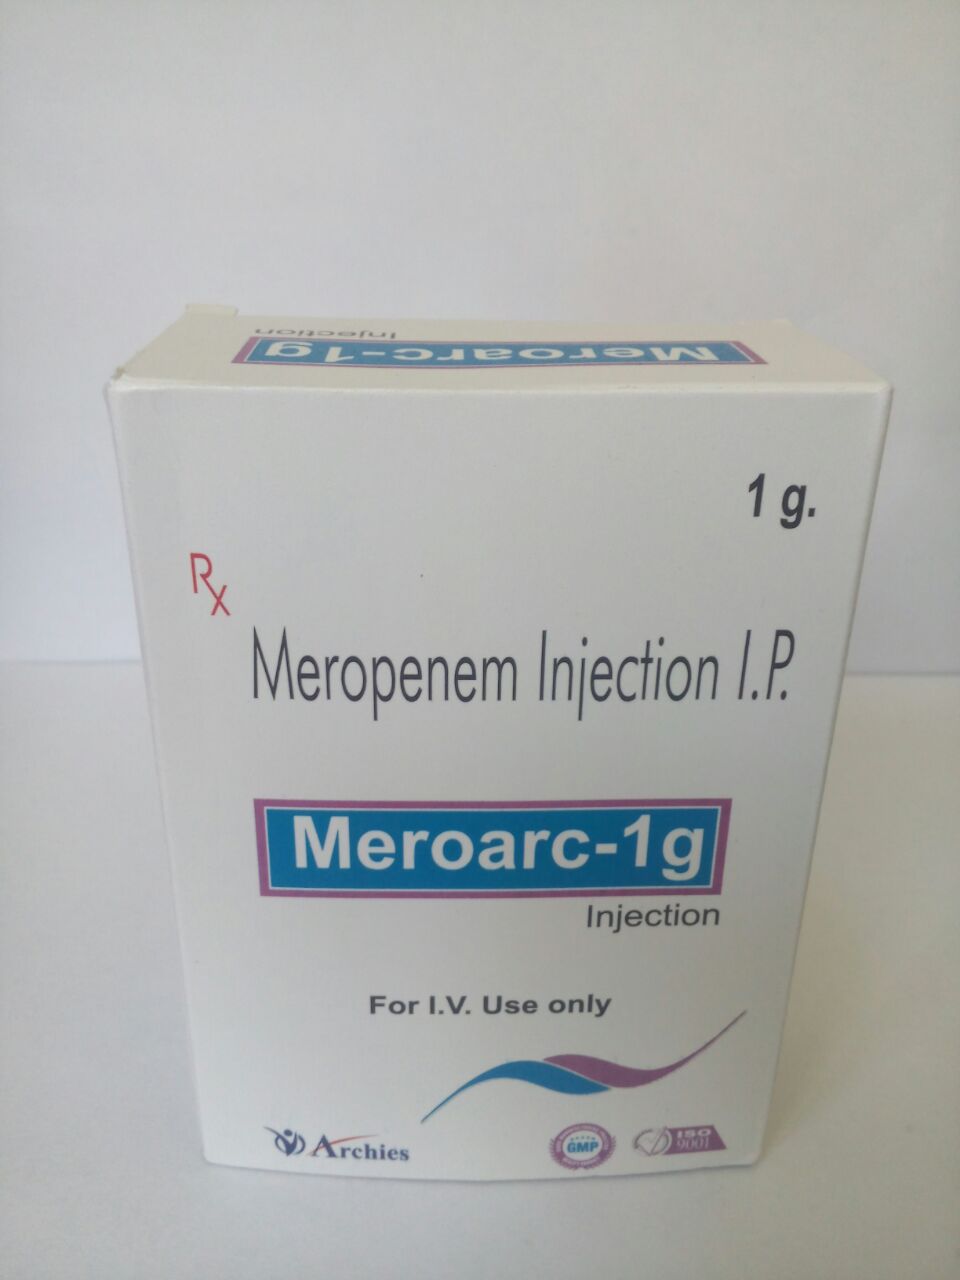 Injection
Meroarc-1g
1 g.
Rx
Meropenem Injection I.P.
Meroarc-1g
Injection
For I.V. Use only
Archies
GMP
ISO
9001